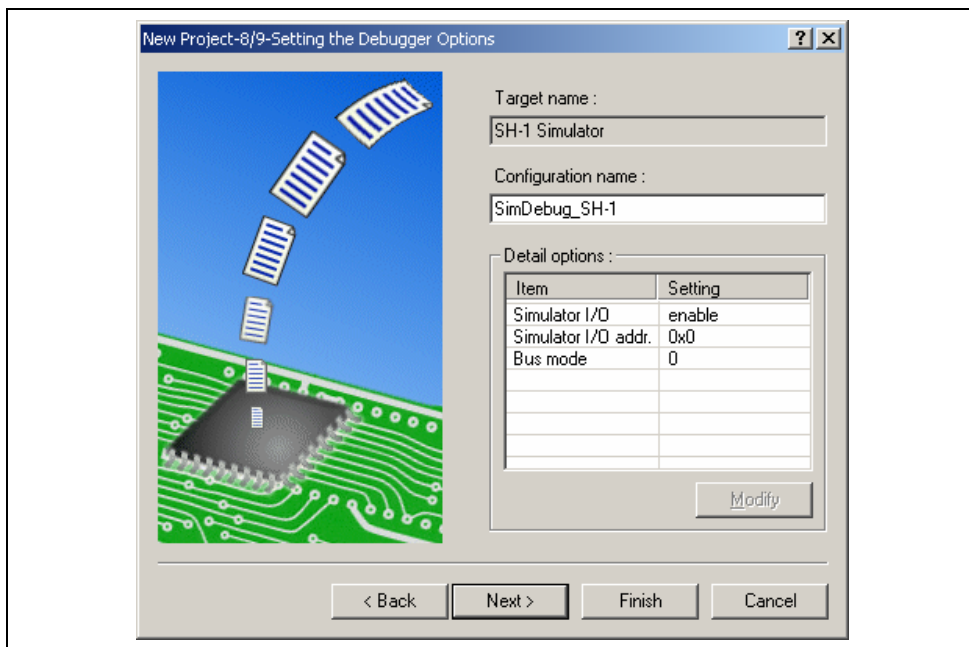 New Project-8/9-Setting the Debugger Options
Target name :
SH-1 Simulator
Configuration name :
SimDebug_SH-1
Detail options :
Item Setting
Simulator I/O enable
Simulator I/O addr. 0x0
Bus mode 0
Modify
< Back Next > Finish Cancel